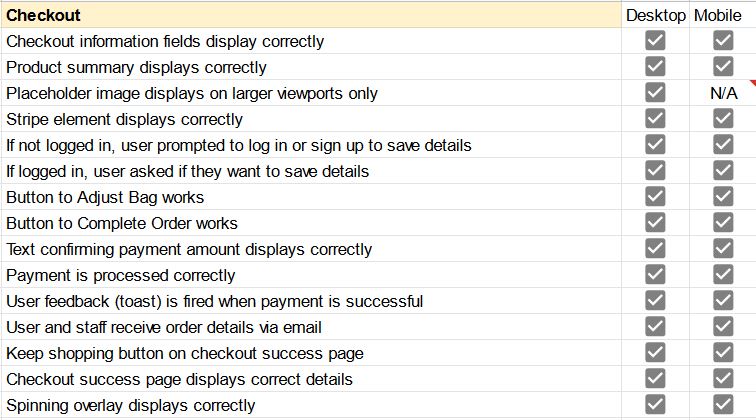 Checkout Desktop Mobile
Checkout information fields display correctly
Product summary displays correctly
Placeholder image displays on larger viewports only N/A
Stripe element displays correctly
If not logged in, user prompted to log in or sign up to save details
If logged in, user asked if they want to save details
Button to Adjust Bag works
Button to Complete Order works
Text confirming payment amount displays correctly
Payment is processed correctly
User feedback (toast) is fired when payment is successful
User and staff receive order details via email
Keep shopping button on checkout success page
Checkout success page displays correct details
Spinning overlay displays correctly